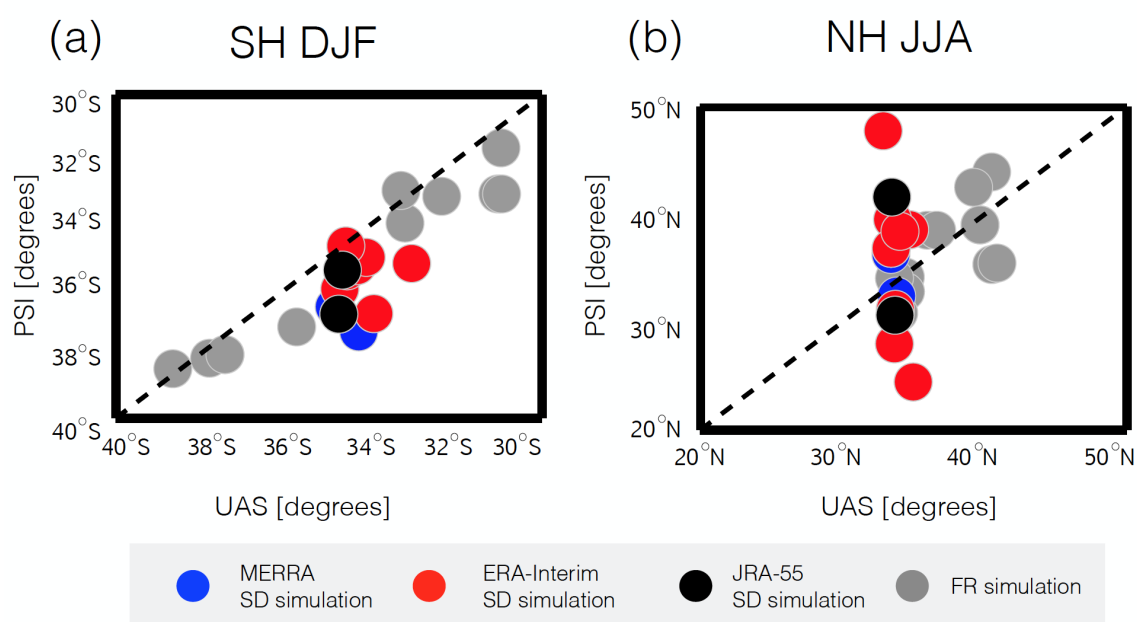 (a) SH DJF
30°S
32°S
34°S
36°S
38°S
40°S
PSI [degrees]
40°S 38°S 36°S 34°S 32°S 30°S
UAS [degrees]
(b) NH JJA
50°N
40°N
30°N
20°N
PSI [degrees]
20°N 30°N 40°N 50°N
UAS [degrees]
MERRA
SD simulation
ERA-Interim
SD simulation
JRA-55
SD simulation
FR simulation